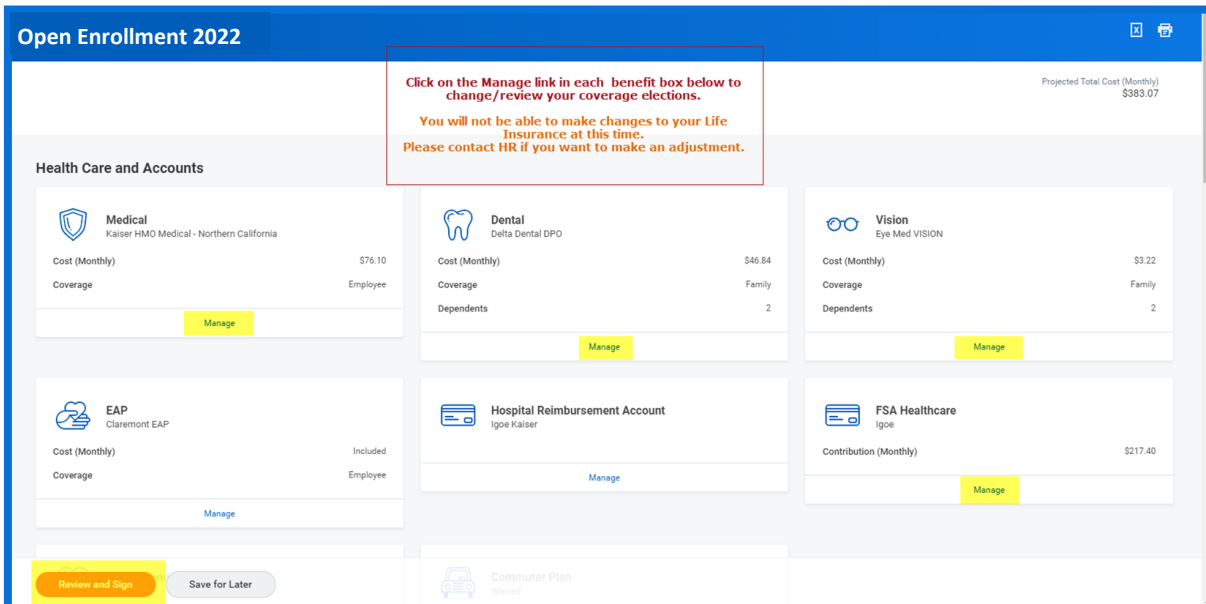 Open Enrollment 2022
Click on the Manage link in each benefit box below to
change/review your coverage elections.
You will not be able to make changes to your Life
Insurance at this time.
Please contact HR if you want to make an adjustment.
Projected Total Cost (Monthly)
$383.07
Health Care and Accounts
Medical
Kaiser HMO Medical - Northern California
Cost (Monthly) $76.10
Coverage Employee
Manage
Dental
Delta Dental DPO
Cost (Monthly) $46.84
Coverage Family
Dependents 2
Manage
Vision
Eye Med VISION
Cost (Monthly) $3.22
Coverage Family
Dependents 2
Manage
EAP
Claremont EAP
Cost (Monthly) Included
Coverage Employee
Manage
Hospital Reimbursement Account
Igoe Kaiser
Manage
FSA Healthcare
Igoe
Contribution (Monthly) $217.40
Manage
Commuter Plan
Waived
Review and Sign
Save for Later